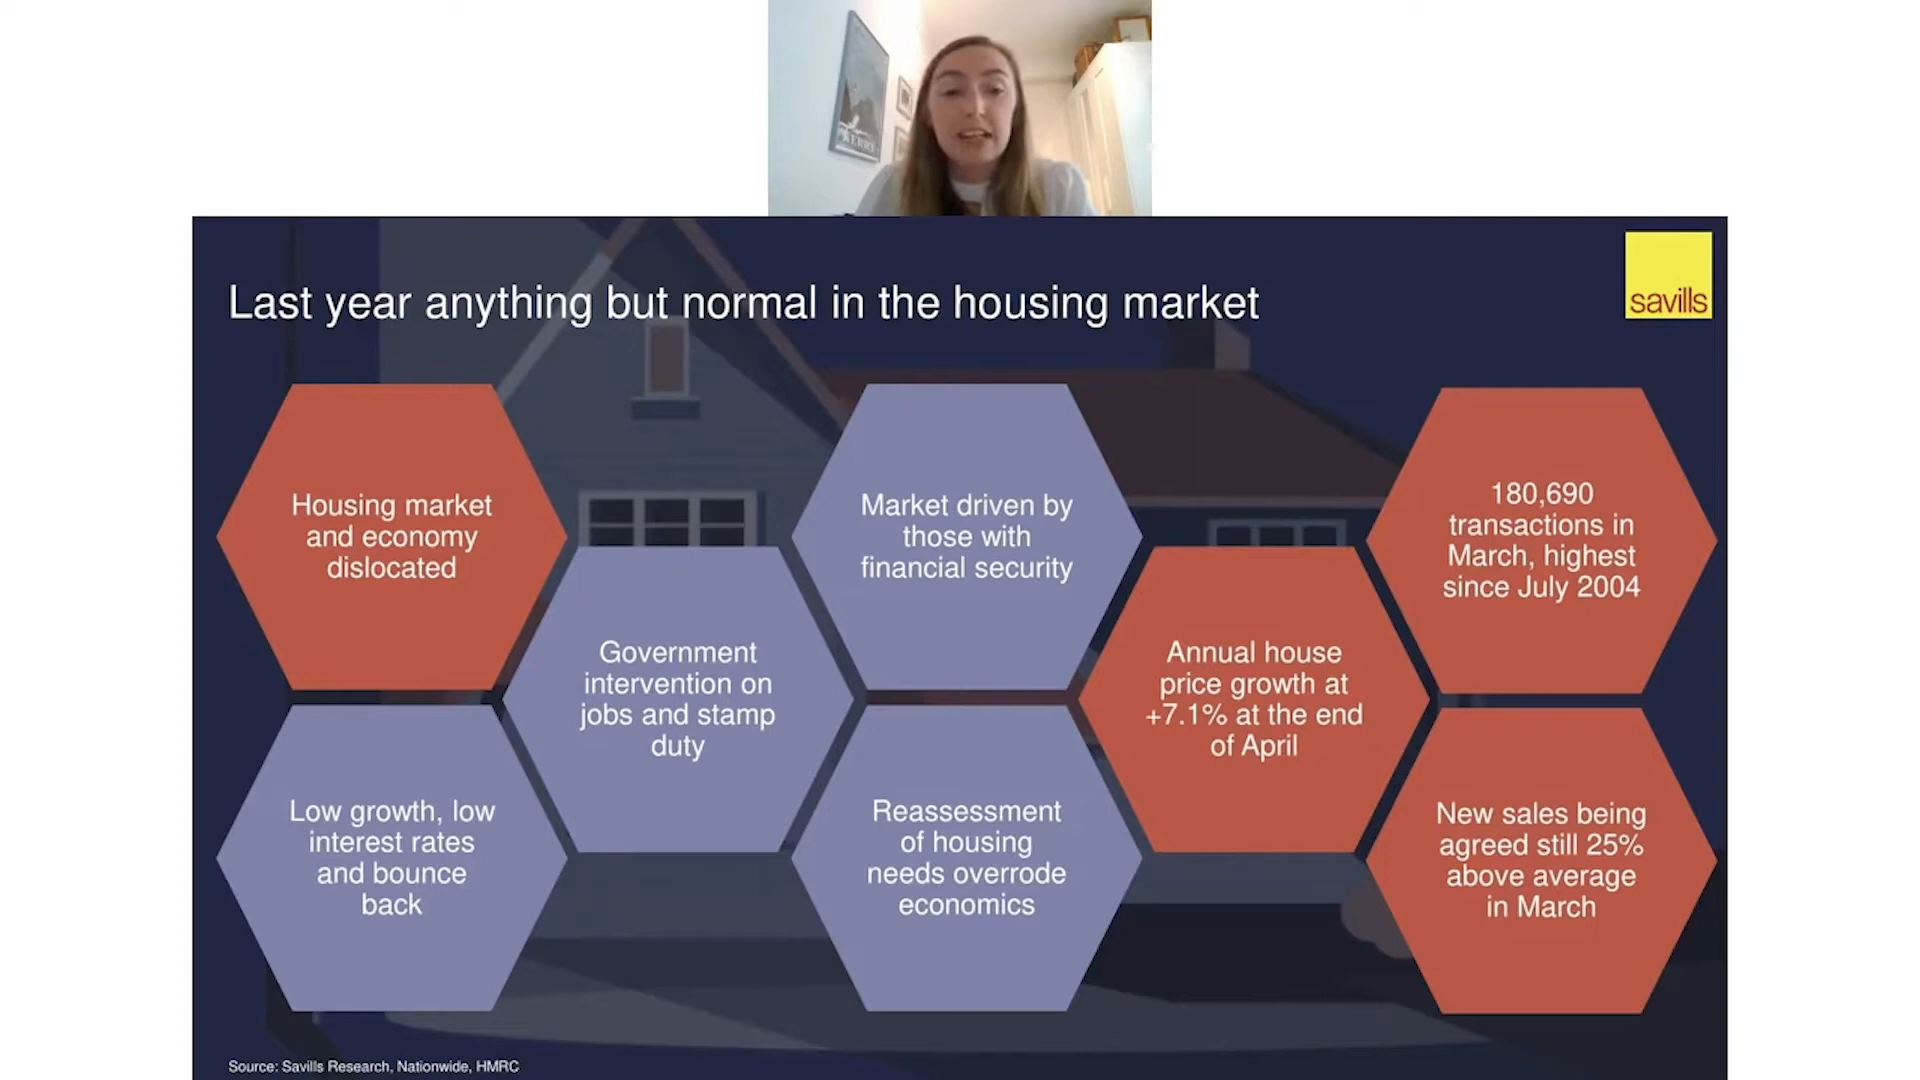 KERRY
Last year anything but normal in the housing market
savills
Housing market
and economy
dislocated
Low growth, low
interest rates
and bounce
back
Government
intervention on
jobs and stamp
duty
Market driven by
those with
financial security
Reassessment
of housing
needs overrode
economics
Annual house
price growth at
+7.1% at the end
of April
180,690
transactions in
March, highest
since July 2004
New sales being
agreed still 25%
above average
in March
Source: Savills Research, Nationwide, HMRC